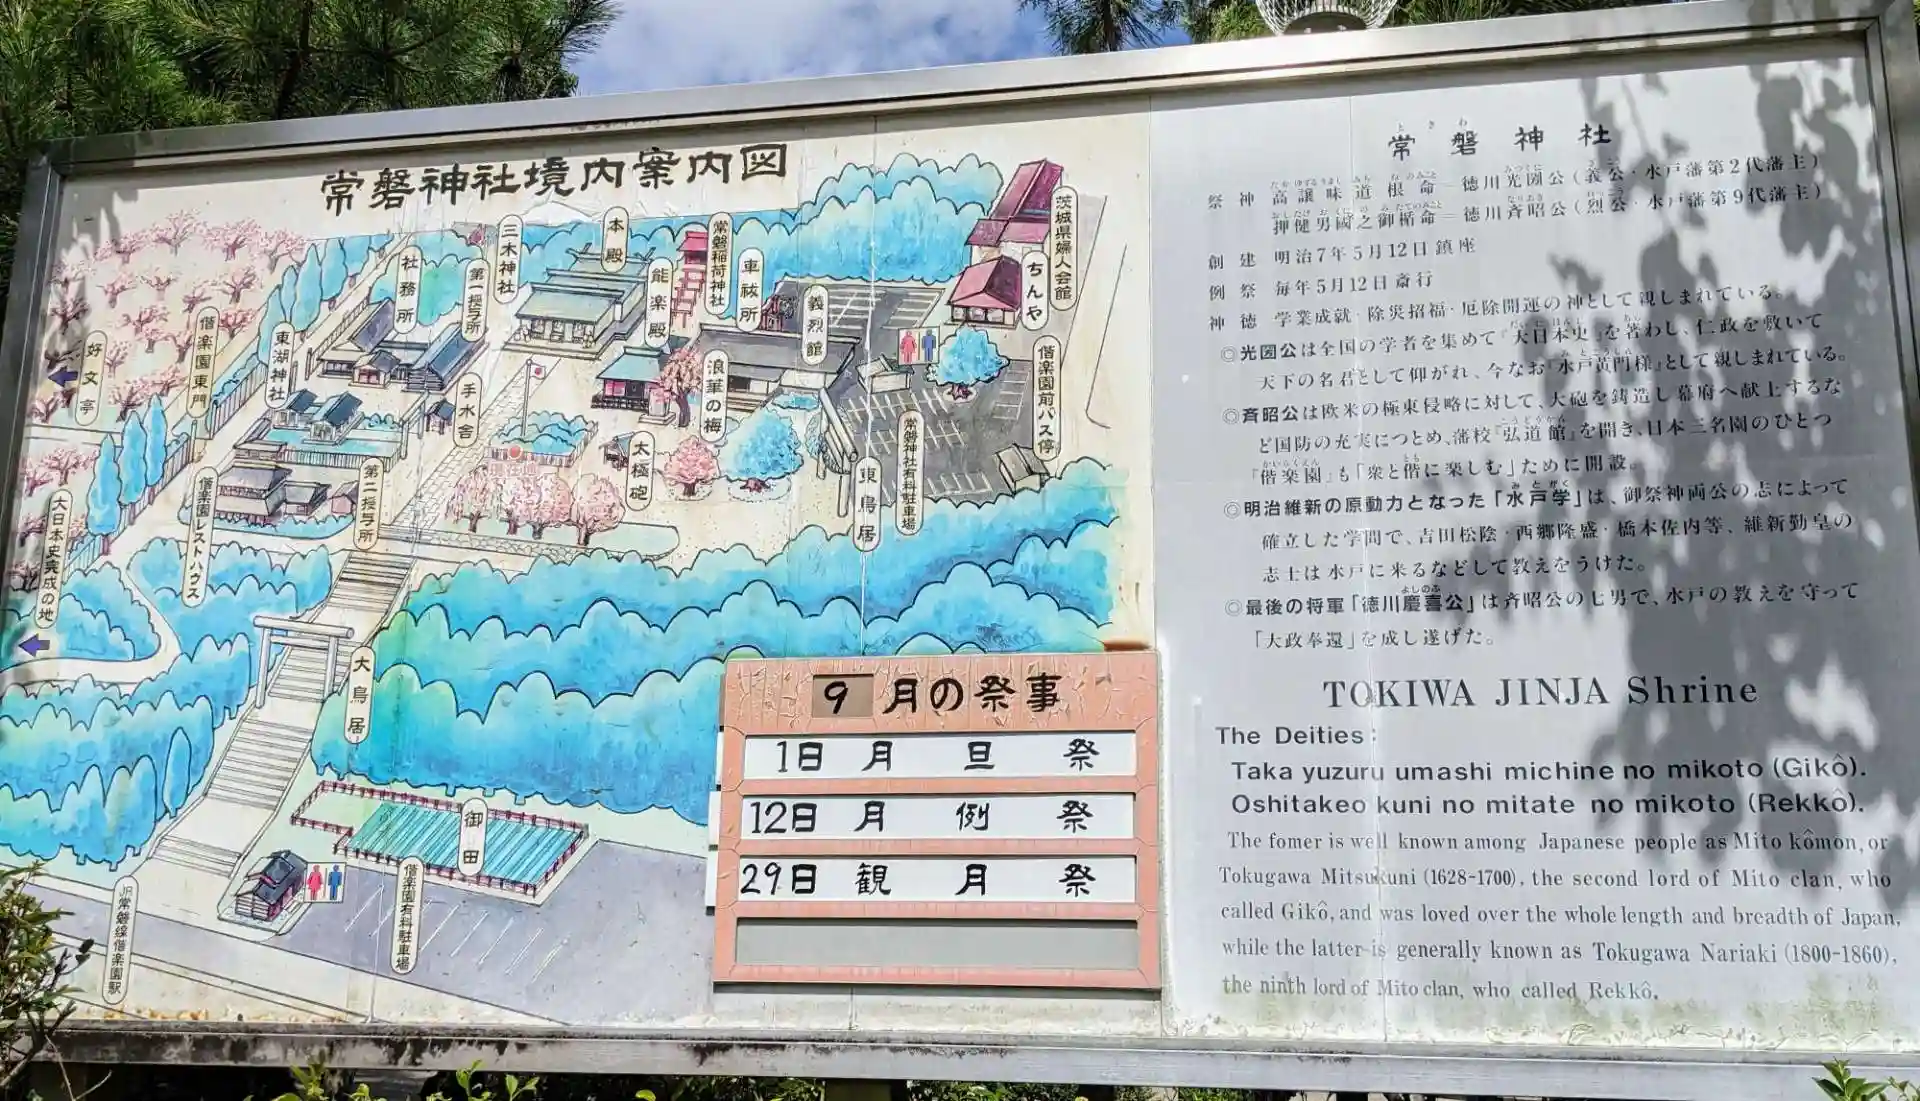 常磐神社境内案内図
好文亭
偕楽園東門
東湖神社
社務所
第一授与所
三木神社
本殿
能楽殿
常磐稲荷神社
車祓所
義烈館
茨城県婦人会館
ちんや
偕楽園前バス停
手水舎
浪華の梅
太極砲
東鳥居
常磐神社有料駐車場
現在地
大日本史完成の地
偕楽園レストハウス
第二授与所
大鳥居
御田
偕楽園有料駐車場
JR常磐線偕楽園駅
9月の祭事
1日 月旦祭
12日 月例祭
29日 観月祭
ときわ
常磐神社
祭神 高譲味道根命=徳川光圀公(義公・水戸藩第2代藩主)
押健男國之御楯命=徳川斉昭公(烈公・水戸藩第9代藩主)
創建 明治7年5月12日鎮座
例祭 毎年5月12日斎行
神徳 学業成就・除災招福・厄除開運の神として親しまれている。
◎光圀公は全国の学者を集めて『大日本史』を著わし、仁政を敷いて
天下の名君として仰がれ、今なお『水戸黄門様』として親しまれている。
◎斉昭公は欧米の極東侵略に対して、大砲を鋳造し幕府へ献上するな
ど国防の充実につとめ、藩校『弘道館』を開き、日本三名園のひとつ
『偕楽園』も「衆と偕に楽しむ」ために開設。
◎明治維新の原動力となった「水戸学」は、御祭神両公の志によって
確立した学問で、吉田松陰・西郷隆盛・橋本佐内等、維新勤皇の
志士は水戸に来るなどして教えをうけた。
◎最後の将軍「徳川慶喜公」は斉昭公の七男で、水戸の教えを守って
「大政奉還」を成し遂げた。
TOKIWA JINJA Shrine
The Deities:
Taka yuzuru umashi michine no mikoto (Gikô).
Oshitakeo kuni no mitate no mikoto (Rekkô).
The fomer is well known among Japanese people as Mito kômon, or
Tokugawa Mitsukuni (1628-1700), the second lord of Mito clan, who
called Gikô, and was loved over the whole length and breadth of Japan,
while the latter is generally known as Tokugawa Nariaki (1800-1860),
the ninth lord of Mito clan, who called Rekkô.